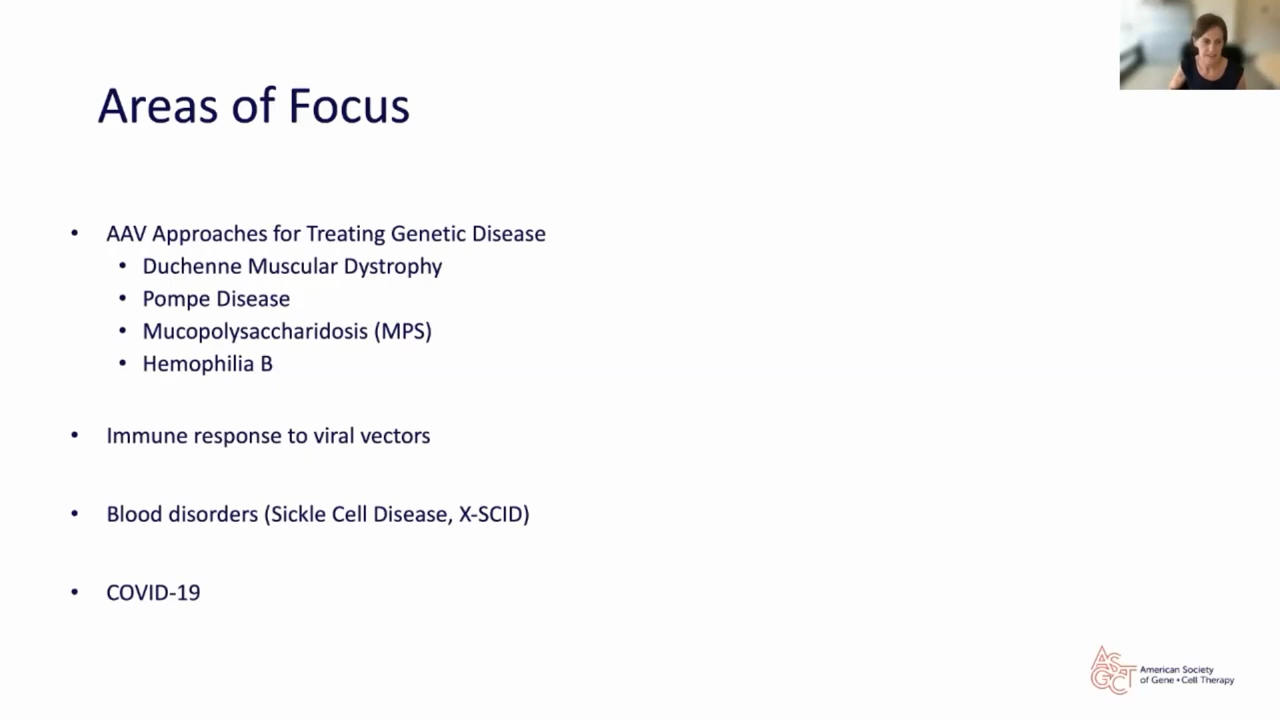 Areas of Focus
• AAV Approaches for Treating Genetic Disease
• Duchenne Muscular Dystrophy
• Pompe Disease
• Mucopolysaccharidosis (MPS)
• Hemophilia B
• Immune response to viral vectors
• Blood disorders (Sickle Cell Disease, X-SCID)
• COVID-19
ASGCT
American Society
of Gene • Cell Therapy